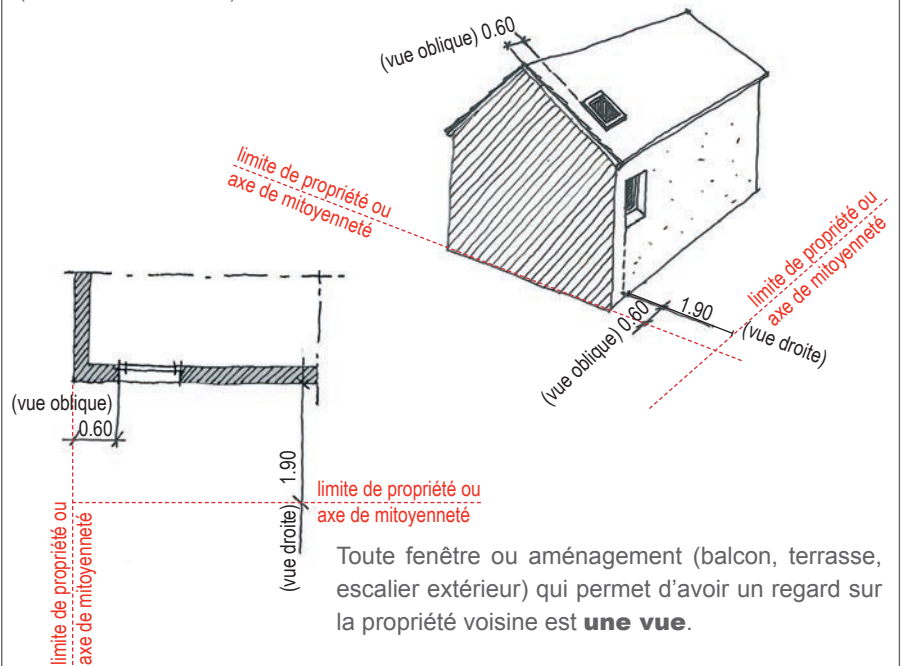 (vue oblique) 0.60
limite de propriété ou
axe de mitoyenneté
limite de propriété ou
axe de mitoyenneté
(vue oblique) 0.60
1.90
(vue droite)
(vue oblique)
0.60
(vue droite) 1.90
limite de propriété ou
axe de mitoyenneté
limite de propriété ou
axe de mitoyenneté
Toute fenêtre ou aménagement (balcon, terrasse,
escalier extérieur) qui permet d'avoir un regard sur
la propriété voisine est une vue.